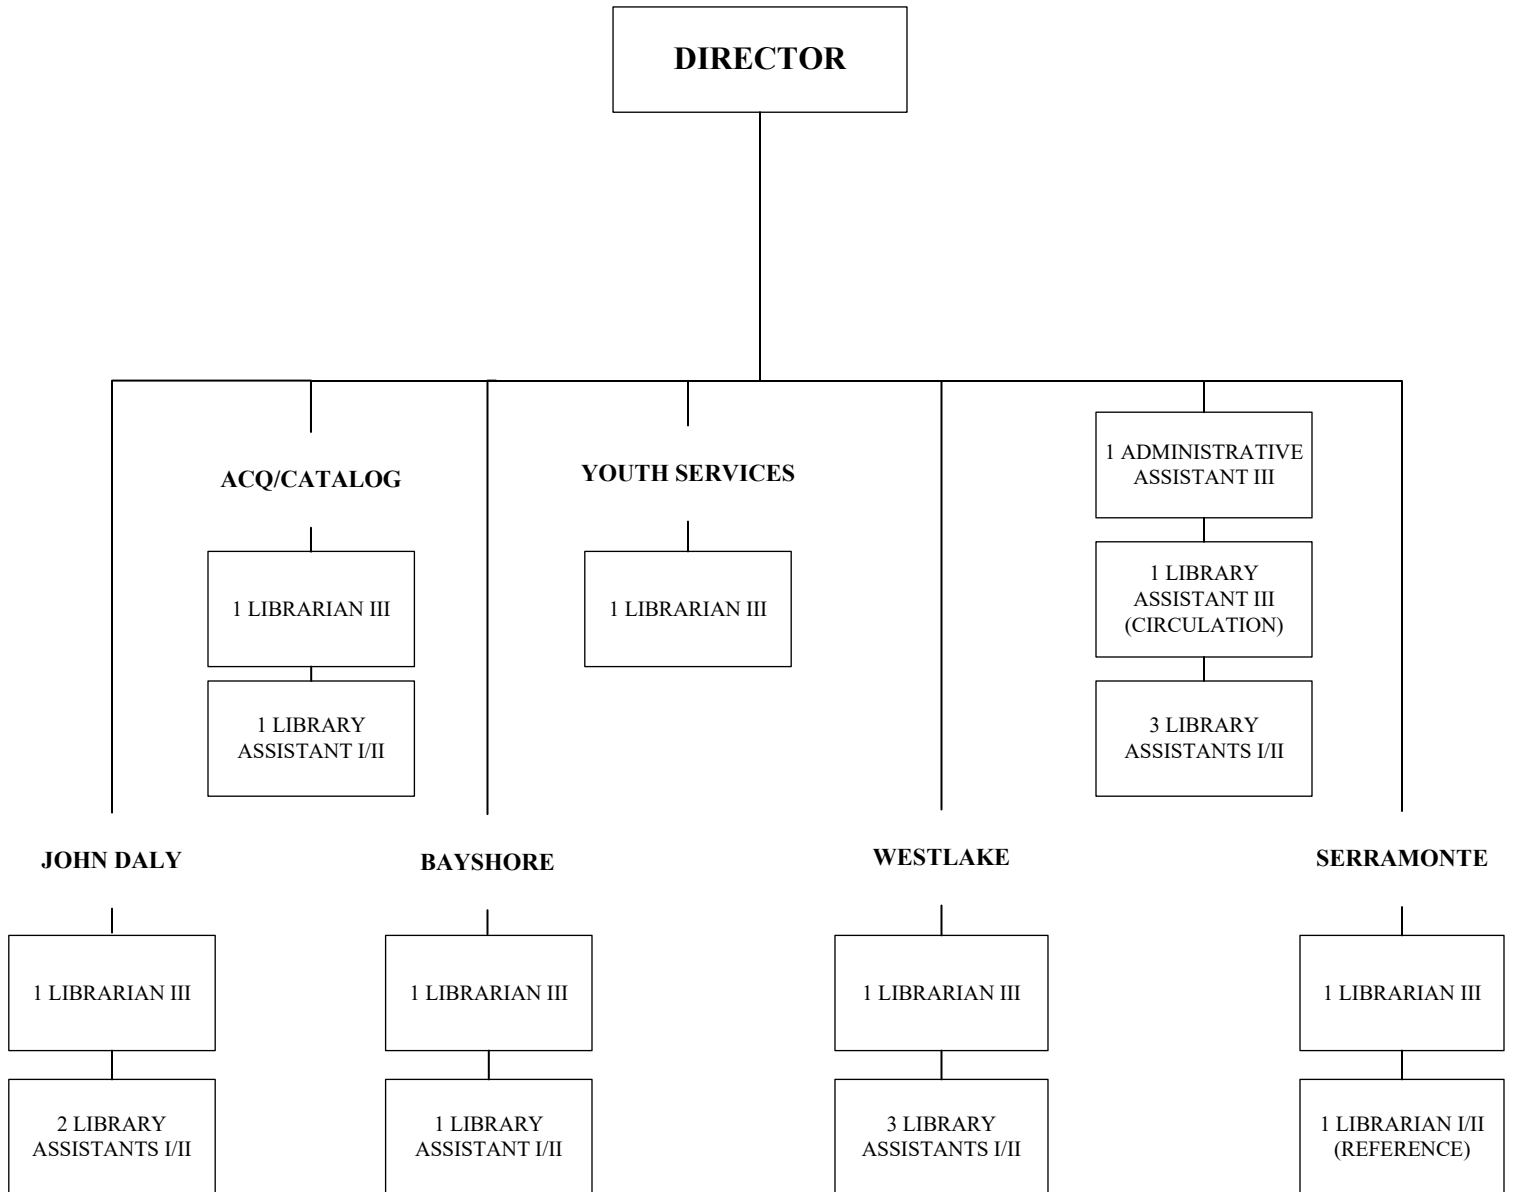 DIRECTOR
ACQ/CATALOG
1 LIBRARIAN III
1 LIBRARY
ASSISTANT I/II
YOUTH SERVICES
1 LIBRARIAN III
1 ADMINISTRATIVE
ASSISTANT III
1 LIBRARY
ASSISTANT III
(CIRCULATION)
3 LIBRARY
ASSISTANTS I/II
JOHN DALY
1 LIBRARIAN III
2 LIBRARY
ASSISTANTS I/II
BAYSHORE
1 LIBRARIAN III
1 LIBRARY
ASSISTANT I/II
WESTLAKE
1 LIBRARIAN III
3 LIBRARY
ASSISTANTS I/II
SERRAMONTE
1 LIBRARIAN III
1 LIBRARIAN I/II
(REFERENCE)